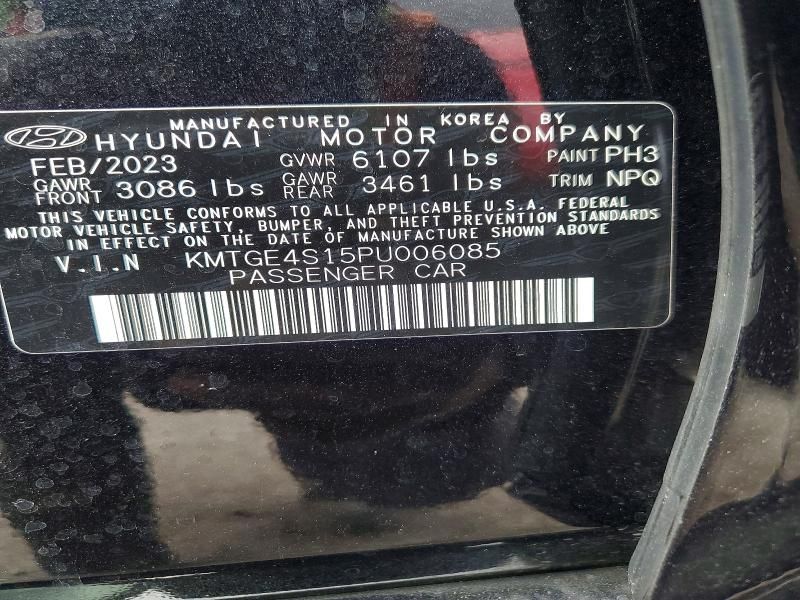 MANUFACTURED IN KOREA BY
HYUNDAI MOTOR COMPANY
FEB/2023 GVWR 6107 lbs PAINT PH3
GAWR FRONT 3086 lbs GAWR REAR 3461 lbs TRIM NPQ
THIS VEHICLE CONFORMS TO ALL APPLICABLE U.S.A. FEDERAL
MOTOR VEHICLE SAFETY, BUMPER, AND THEFT PREVENTION STANDARDS
IN EFFECT ON THE DATE OF MANUFACTURE SHOWN ABOVE
V.I.N KMTGE4S15PU006085
PASSENGER CAR